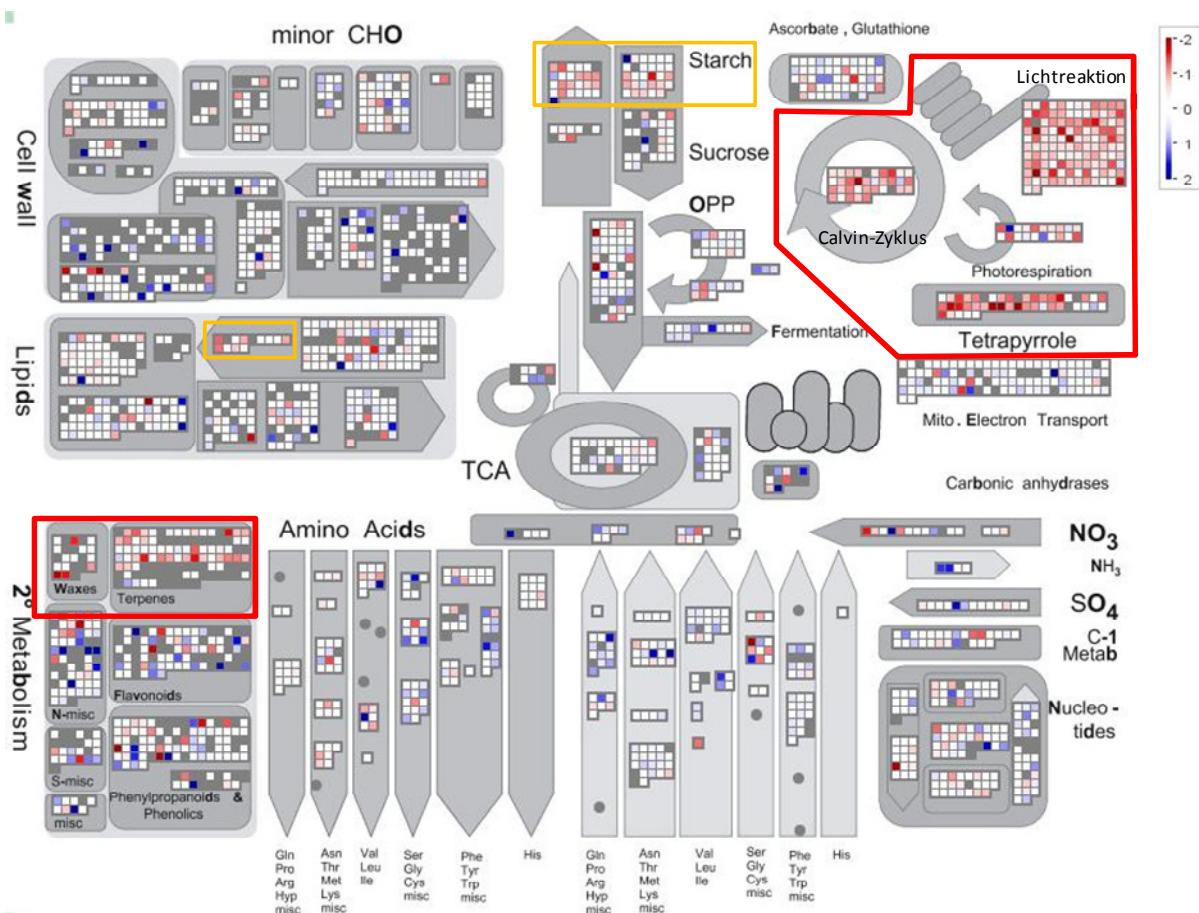 minor CHO
Cell wall
Lipids
2° Metabolism
Starch
Sucrose
OPP
Fermentation
TCA
Ascorbate , Glutathione
Lichtreaktion
Calvin-Zyklus
Photorespiration
Tetrapyrrole
Mito . Electron Transport
Carbonic anhydrases
-2
-1
0
1
2
Amino Acids
Waxes
Terpenes
N-misc
Flavonoids
S-misc
Phenylpropanoids &
Phenolics
misc
NO3
NH3
SO4
C-1
Metab
Nucleo -
tides
Gln
Pro
Arg
Hyp
misc
Asn
Thr
Met
Lys
misc
Val
Leu
Ile
Ser
Gly
Cys
misc
Phe
Tyr
Trp
misc
His
Gln
Pro
Arg
Hyp
misc
Asn
Thr
Met
Lys
misc
Val
Leu
Ile
Ser
Gly
Cys
misc
Phe
Tyr
Trp
misc
His